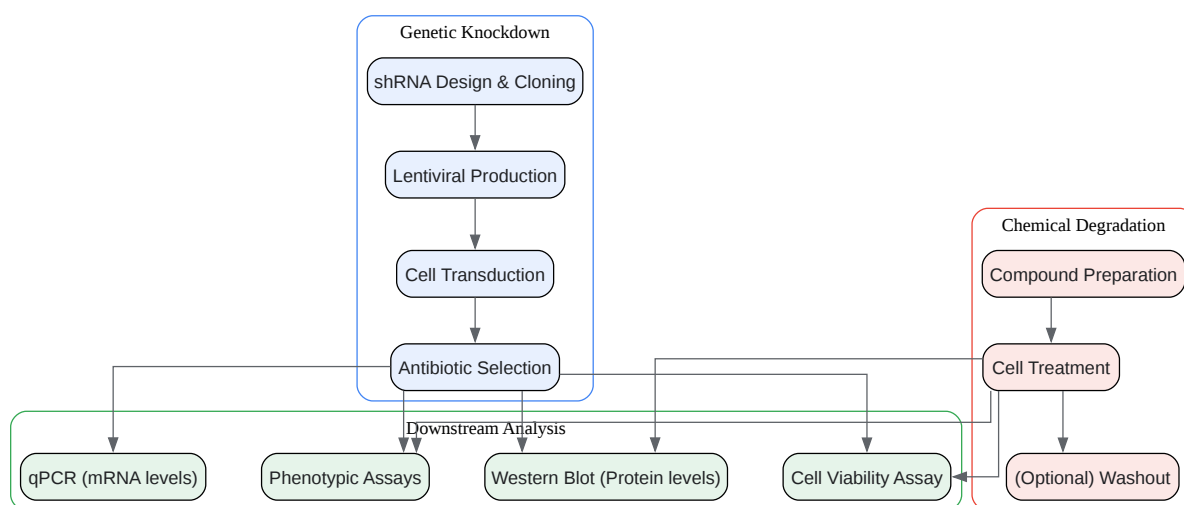 Genetic Knockdown
shRNA Design & Cloning
Lentiviral Production
Cell Transduction
Antibiotic Selection
Chemical Degradation
Compound Preparation
Cell Treatment
(Optional) Washout
Downstream Analysis
qPCR (mRNA levels)
Phenotypic Assays
Western Blot (Protein levels)
Cell Viability Assay